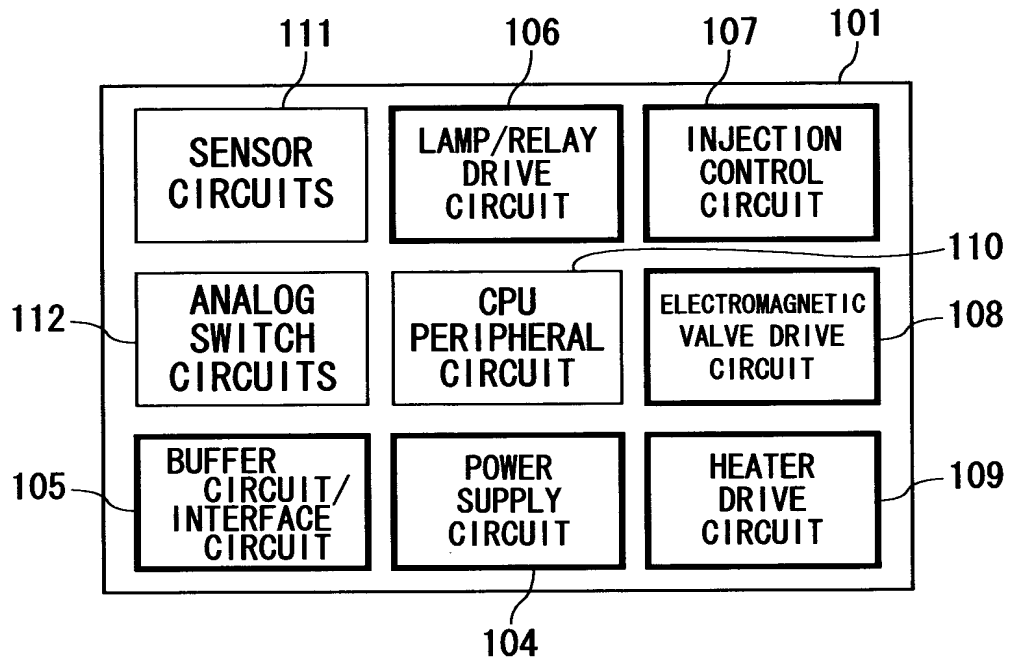 111
106
107
101
SENSOR
CIRCUITS
LAMP/RELAY
DRIVE
CIRCUIT
INJECTION
CONTROL
CIRCUIT
110
112
ANALOG
SWITCH
CIRCUITS
CPU
PERIPHERAL
CIRCUIT
ELECTROMAGNETIC
VALVE DRIVE
CIRCUIT
108
105
BUFFER
CIRCUIT/
INTERFACE
CIRCUIT
POWER
SUPPLY
CIRCUIT
HEATER
DRIVE
CIRCUIT
109
104